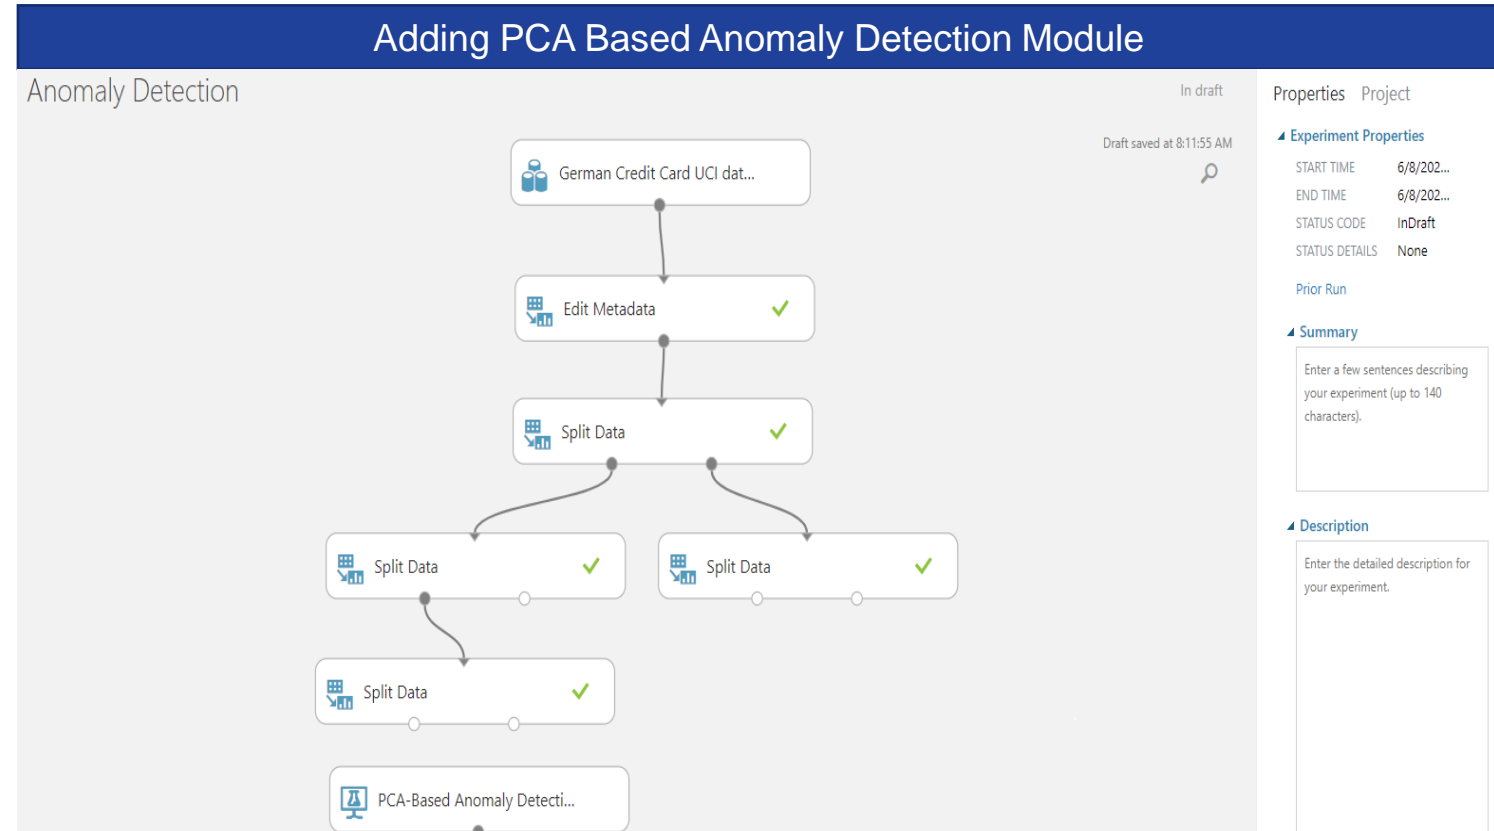 Adding PCA Based Anomaly Detection Module
Anomaly Detection
In draft
Draft saved at 8:11:55 AM
German Credit Card UCI dat...
Edit Metadata
Split Data
Split Data
Split Data
Split Data
PCA-Based Anomaly Detecti...
Properties Project
Experiment Properties
START TIME 6/8/202...
END TIME 6/8/202...
STATUS CODE InDraft
STATUS DETAILS None
Prior Run
Summary
Enter a few sentences describing
your experiment (up to 140
characters).
Description
Enter the detailed description for
your experiment.